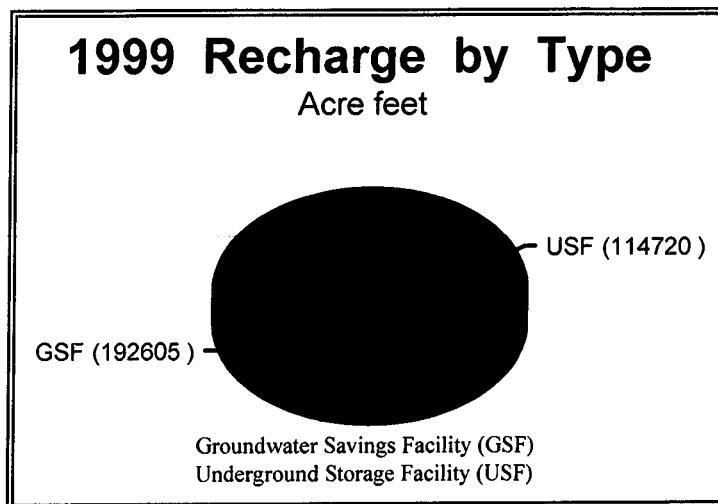 1999 Recharge by Type
Acre feet
USF (114720 )
GSF (192605 )
Groundwater Savings Facility (GSF)
Underground Storage Facility (USF)